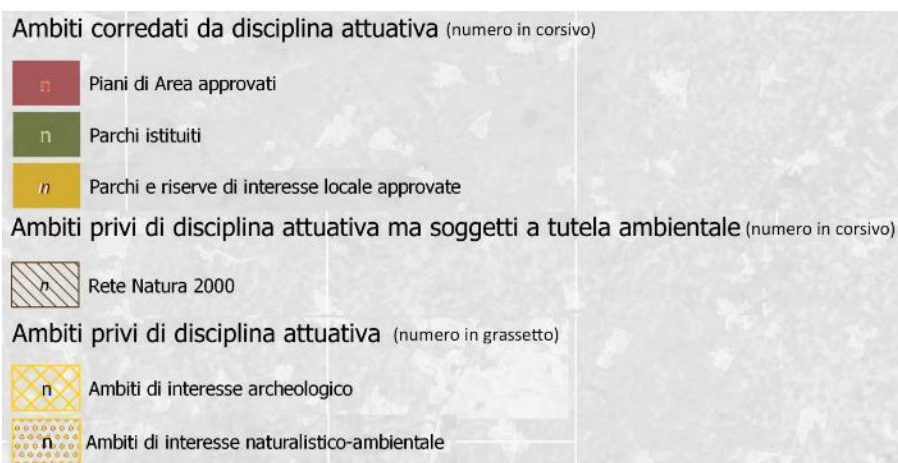 Ambiti corredati da disciplina attuativa (numero in corsivo)
n Piani di Area approvati
n Parchi istituiti
n Parchi e riserve di interesse locale approvate
Ambiti privi di disciplina attuativa ma soggetti a tutela ambientale (numero in corsivo)
n Rete Natura 2000
Ambiti privi di disciplina attuativa (numero in grassetto)
n Ambiti di interesse archeologico
n Ambiti di interesse naturalistico-ambientale